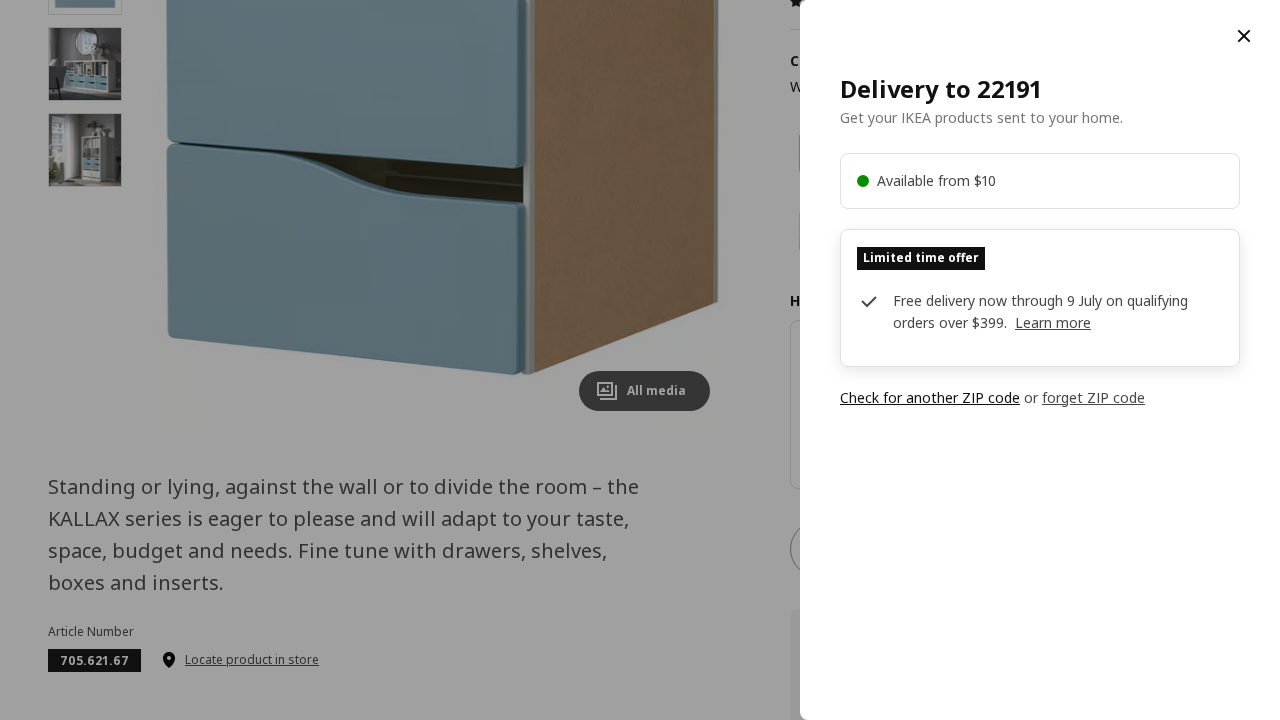 Delivery to 22191
Get your IKEA products sent to your home.
Available from $10
Limited time offer
Free delivery now through 9 July on qualifying
orders over $399. Learn more
Check for another ZIP code or forget ZIP code
All media
Standing or lying, against the wall or to divide the room – the
KALLAX series is eager to please and will adapt to your taste,
space, budget and needs. Fine tune with drawers, shelves,
boxes and inserts.
Article Number
705.621.67
Locate product in store